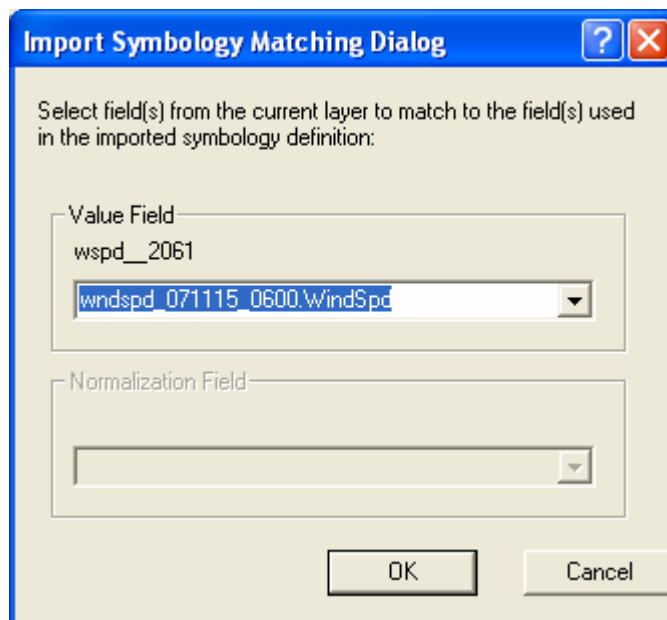 Import Symbology Matching Dialog
?
Select field(s) from the current layer to match to the field(s) used
in the imported symbology definition:
Value Field
wspd__2061
wndspd_071115_0600.WindSpd
Normalization Field
OK
Cancel